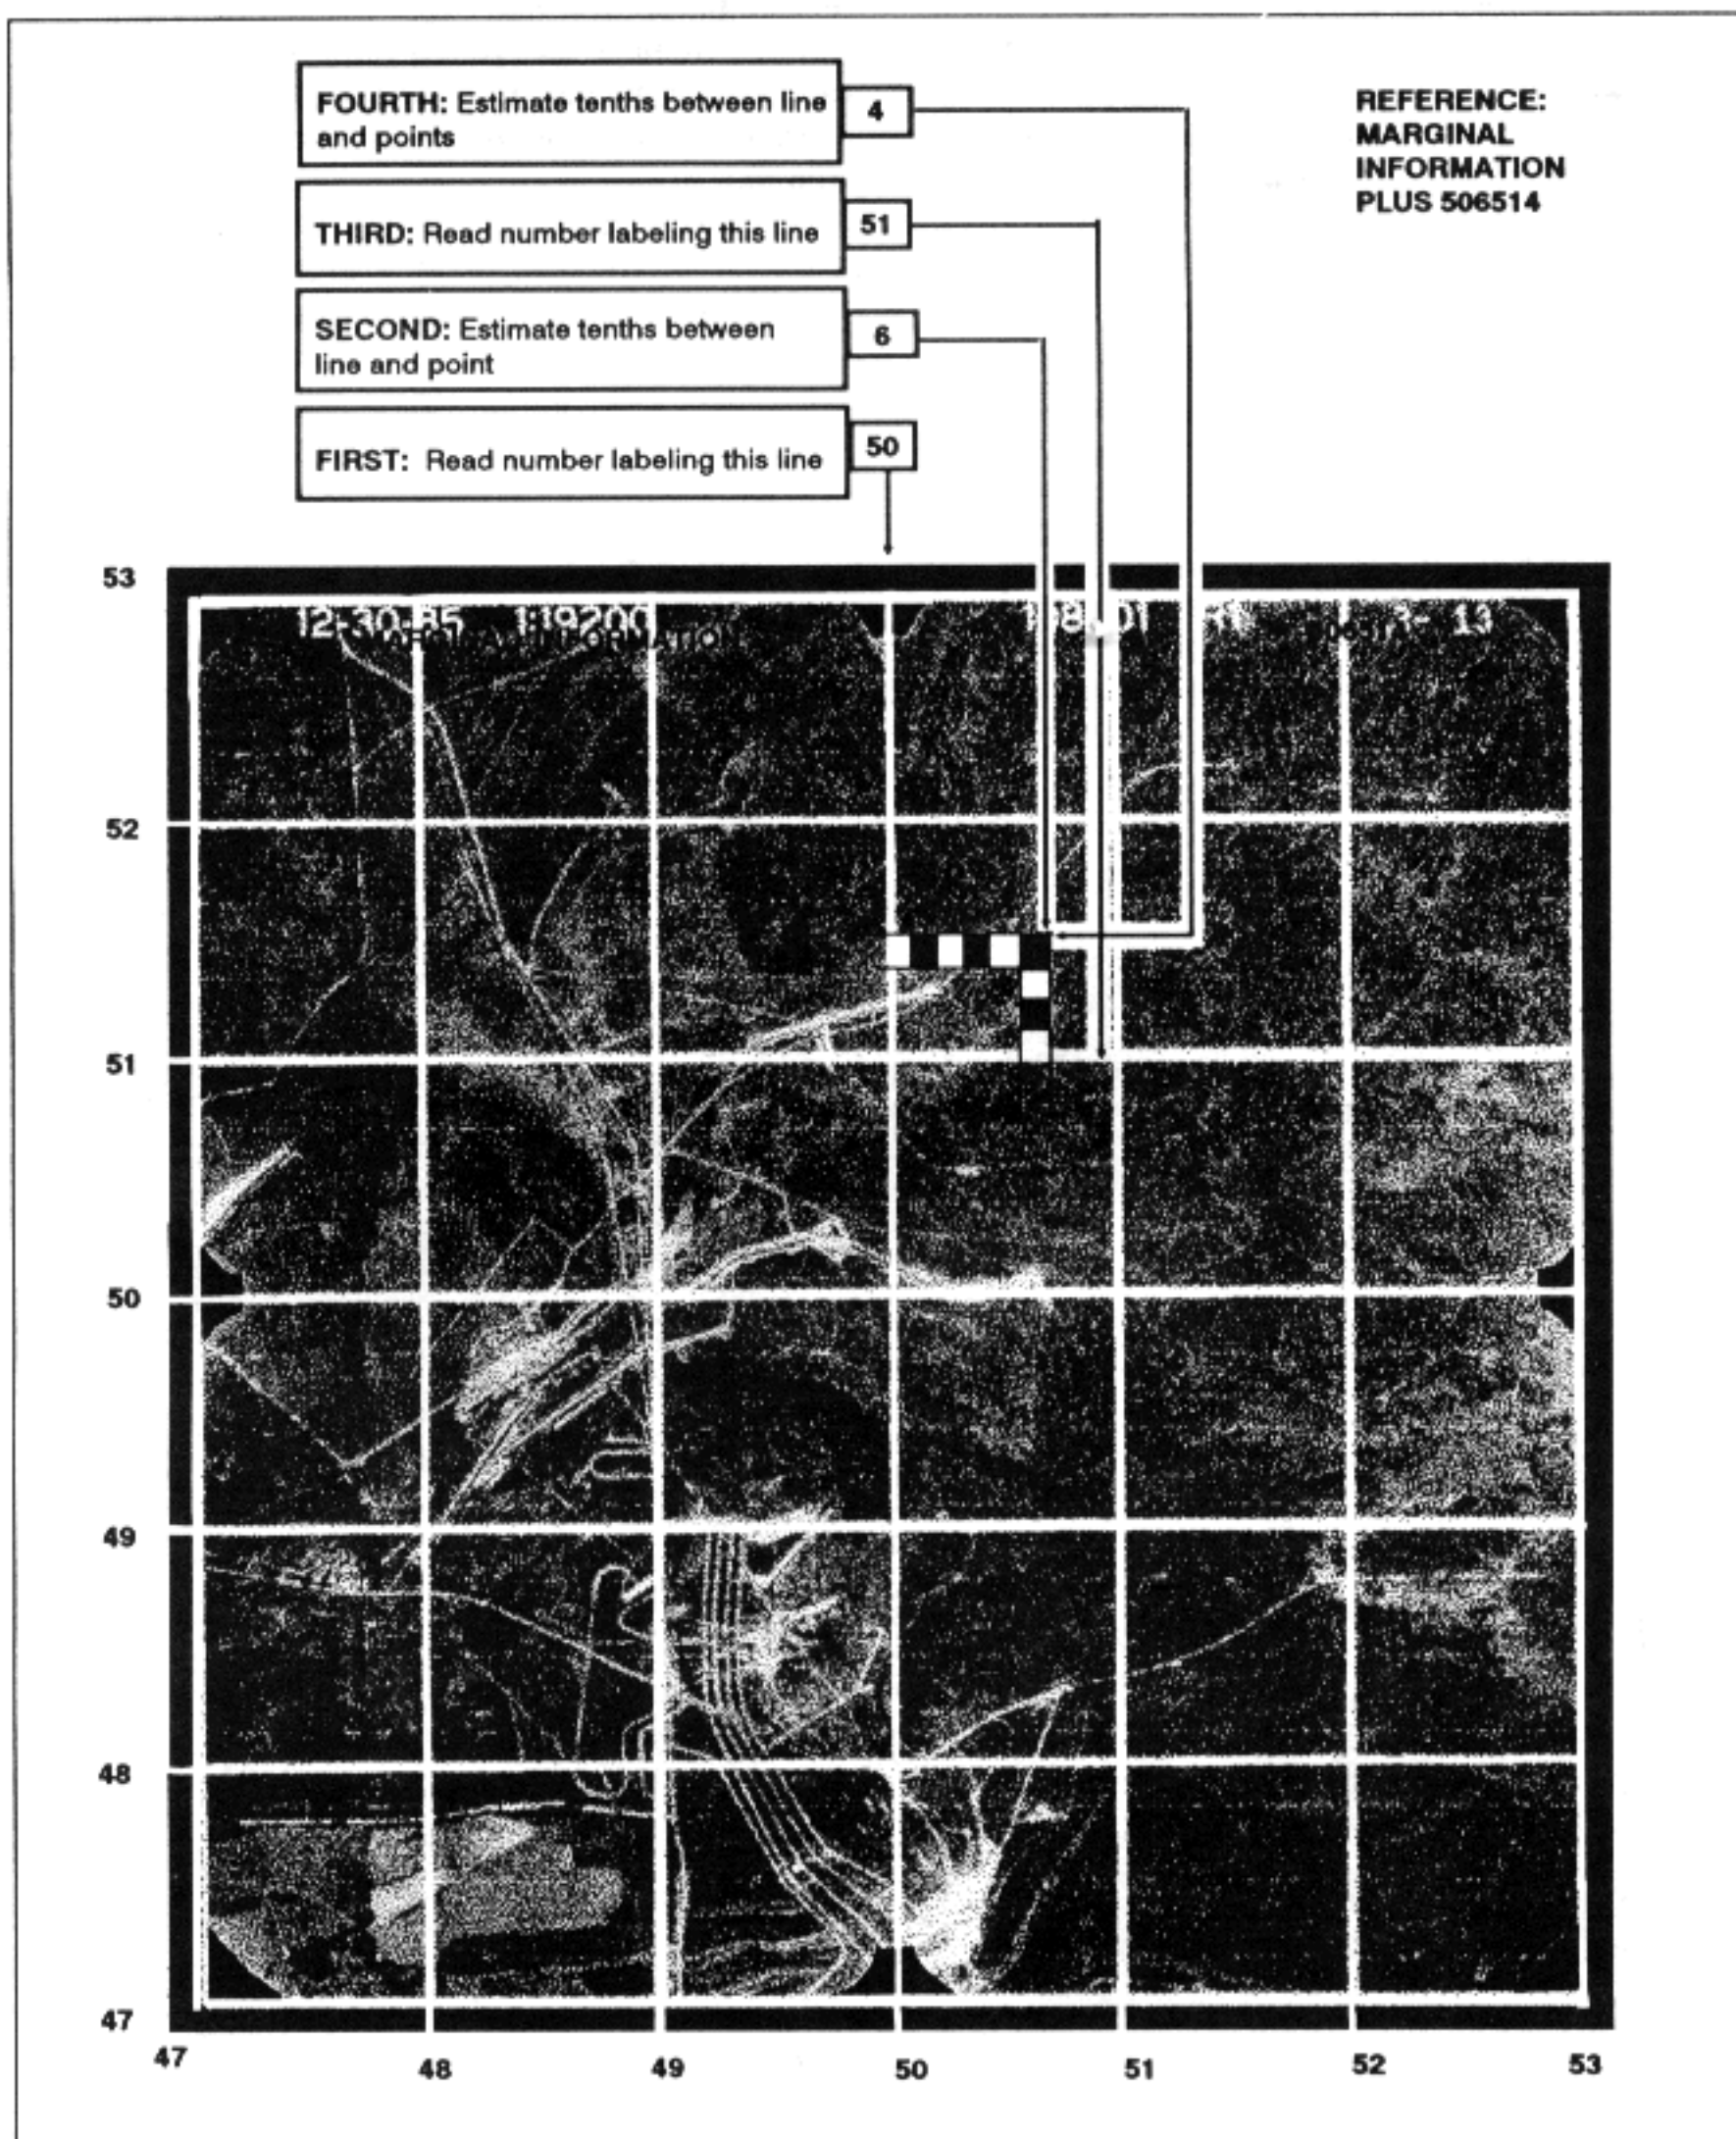 FOURTH: Estimate tenths between line
and points
4
THIRD: Read number labeling this line
51
SECOND: Estimate tenths between
line and point
6
FIRST: Read number labeling this line
50
REFERENCE:
MARGINAL
INFORMATION
PLUS 506514
12-30-85 1:19200
13
53
52
51
50
49
48
47
47 48 49 50 51 52 53